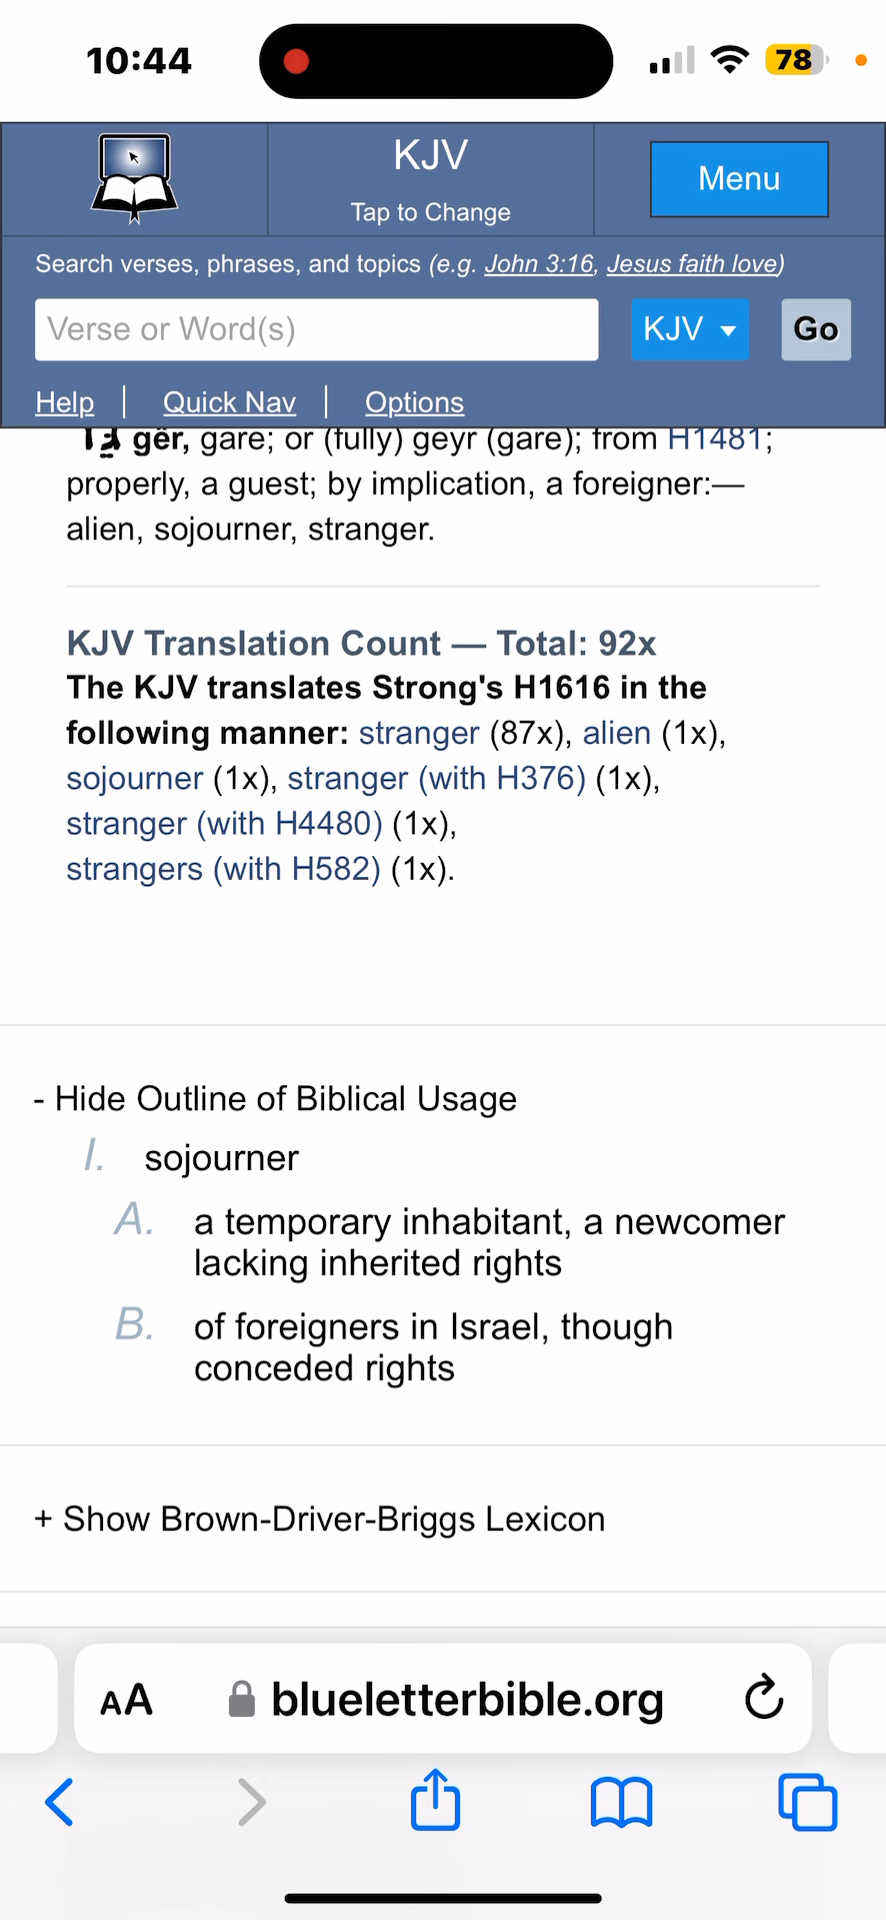 10:44
78
KJV
Tap to Change
Menu
Search verses, phrases, and topics (e.g. John 3:16, Jesus faith love)
Verse or Word(s)
KJV
Go
Help | Quick Nav | Options
gêr, gare; or (fully) geyr (gare); from H1481;
properly, a guest; by implication, a foreigner:—
alien, sojourner, stranger.
KJV Translation Count — Total: 92x
The KJV translates Strong's H1616 in the
following manner: stranger (87x), alien (1x),
sojourner (1x), stranger (with H376) (1x),
stranger (with H4480) (1x),
strangers (with H582) (1x).
- Hide Outline of Biblical Usage
I. sojourner
A. a temporary inhabitant, a newcomer
lacking inherited rights
B. of foreigners in Israel, though
conceded rights
+ Show Brown-Driver-Briggs Lexicon
AA
blueletterbible.org